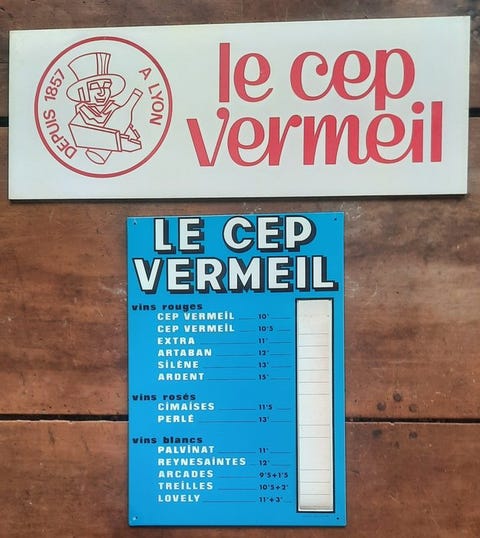 DEPUIS 1857
A LYON
le cep
vermeil
LE CEP
VERMEIL
vins rouges
CEP VERMEÏL 10°
CEP VERMEÏL 10°5
EXTRA 11°
ARTABAN 12°
SILÈNE 13°
ARDENT 15°
vins rosés
CIMAISES 11°5
PERLÉ 13°
vins blancs
PALVINAT 11°
REYNESAINTES 12°
ARCADES 9°5+1°5
TREILLES 10°5+2°
LOVELY 11°+3°